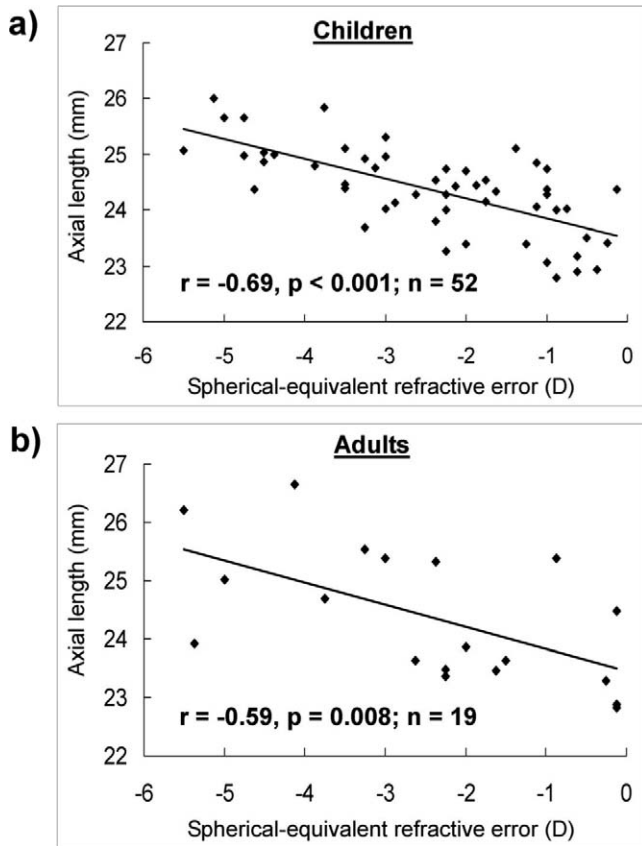 a)
Children
Axial length (mm)
27
26
25
24
23
22
r = -0.69, p < 0.001; n = 52
-6 -5 -4 -3 -2 -1 0
Spherical-equivalent refractive error (D)
b)
Adults
Axial length (mm)
27
26
25
24
23
22
r = -0.59, p = 0.008; n = 19
-6 -5 -4 -3 -2 -1 0
Spherical-equivalent refractive error (D)